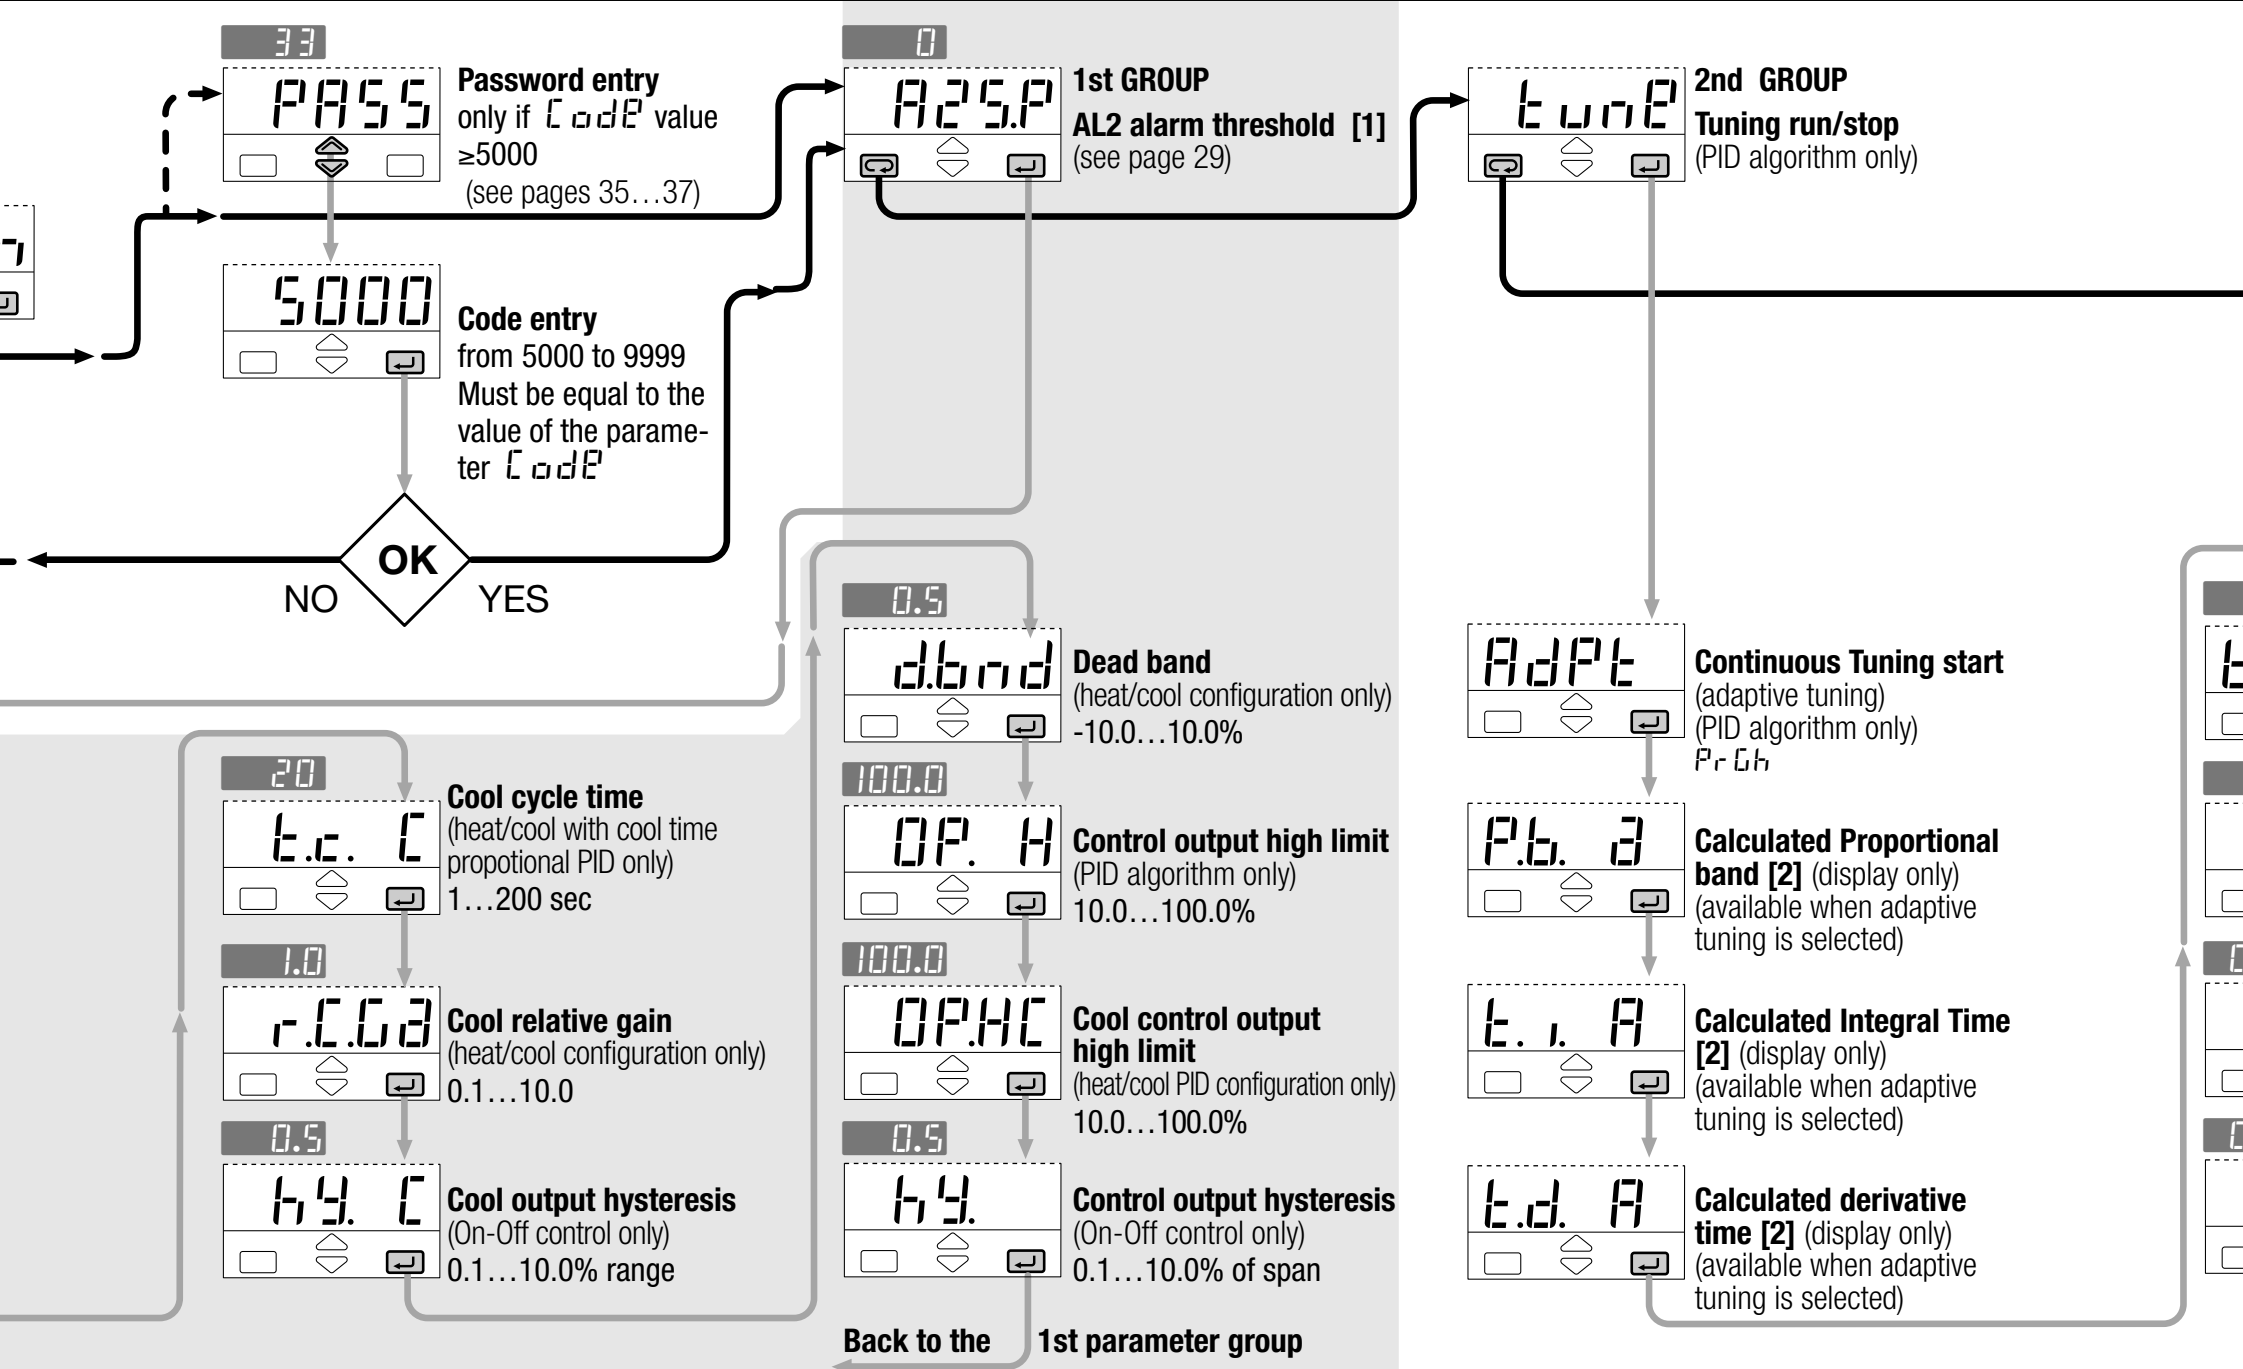 33
PASS
Password entry
only if CodE value
≥5000
(see pages 35…37)
5000
Code entry
from 5000 to 9999
Must be equal to the
value of the parame-
ter CodE
OK
NO
YES
0
A2S.P
1st GROUP
AL2 alarm threshold [1]
(see page 29)
tunE
2nd GROUP
Tuning run/stop
(PID algorithm only)
20
t.c. C
Cool cycle time
(heat/cool with cool time
propotional PID only)
1…200 sec
1.0
r.C.Ga
Cool relative gain
(heat/cool configuration only)
0.1…10.0
0.5
hy. C
Cool output hysteresis
(On-Off control only)
0.1…10.0% range
0.5
d.bnd
Dead band
(heat/cool configuration only)
-10.0…10.0%
100.0
OP. H
Control output high limit
(PID algorithm only)
10.0…100.0%
100.0
OP.HC
Cool control output
high limit
(heat/cool PID configuration only)
10.0…100.0%
0.5
hy.
Control output hysteresis
(On-Off control only)
0.1…10.0% of span
Back to the 1st parameter group
AdPt
Continuous Tuning start
(adaptive tuning)
(PID algorithm only)
PrGh
P.b. a
Calculated Proportional
band [2] (display only)
(available when adaptive
tuning is selected)
t. i. A
Calculated Integral Time
[2] (display only)
(available when adaptive
tuning is selected)
t.d. A
Calculated derivative
time [2] (display only)
(available when adaptive
tuning is selected)